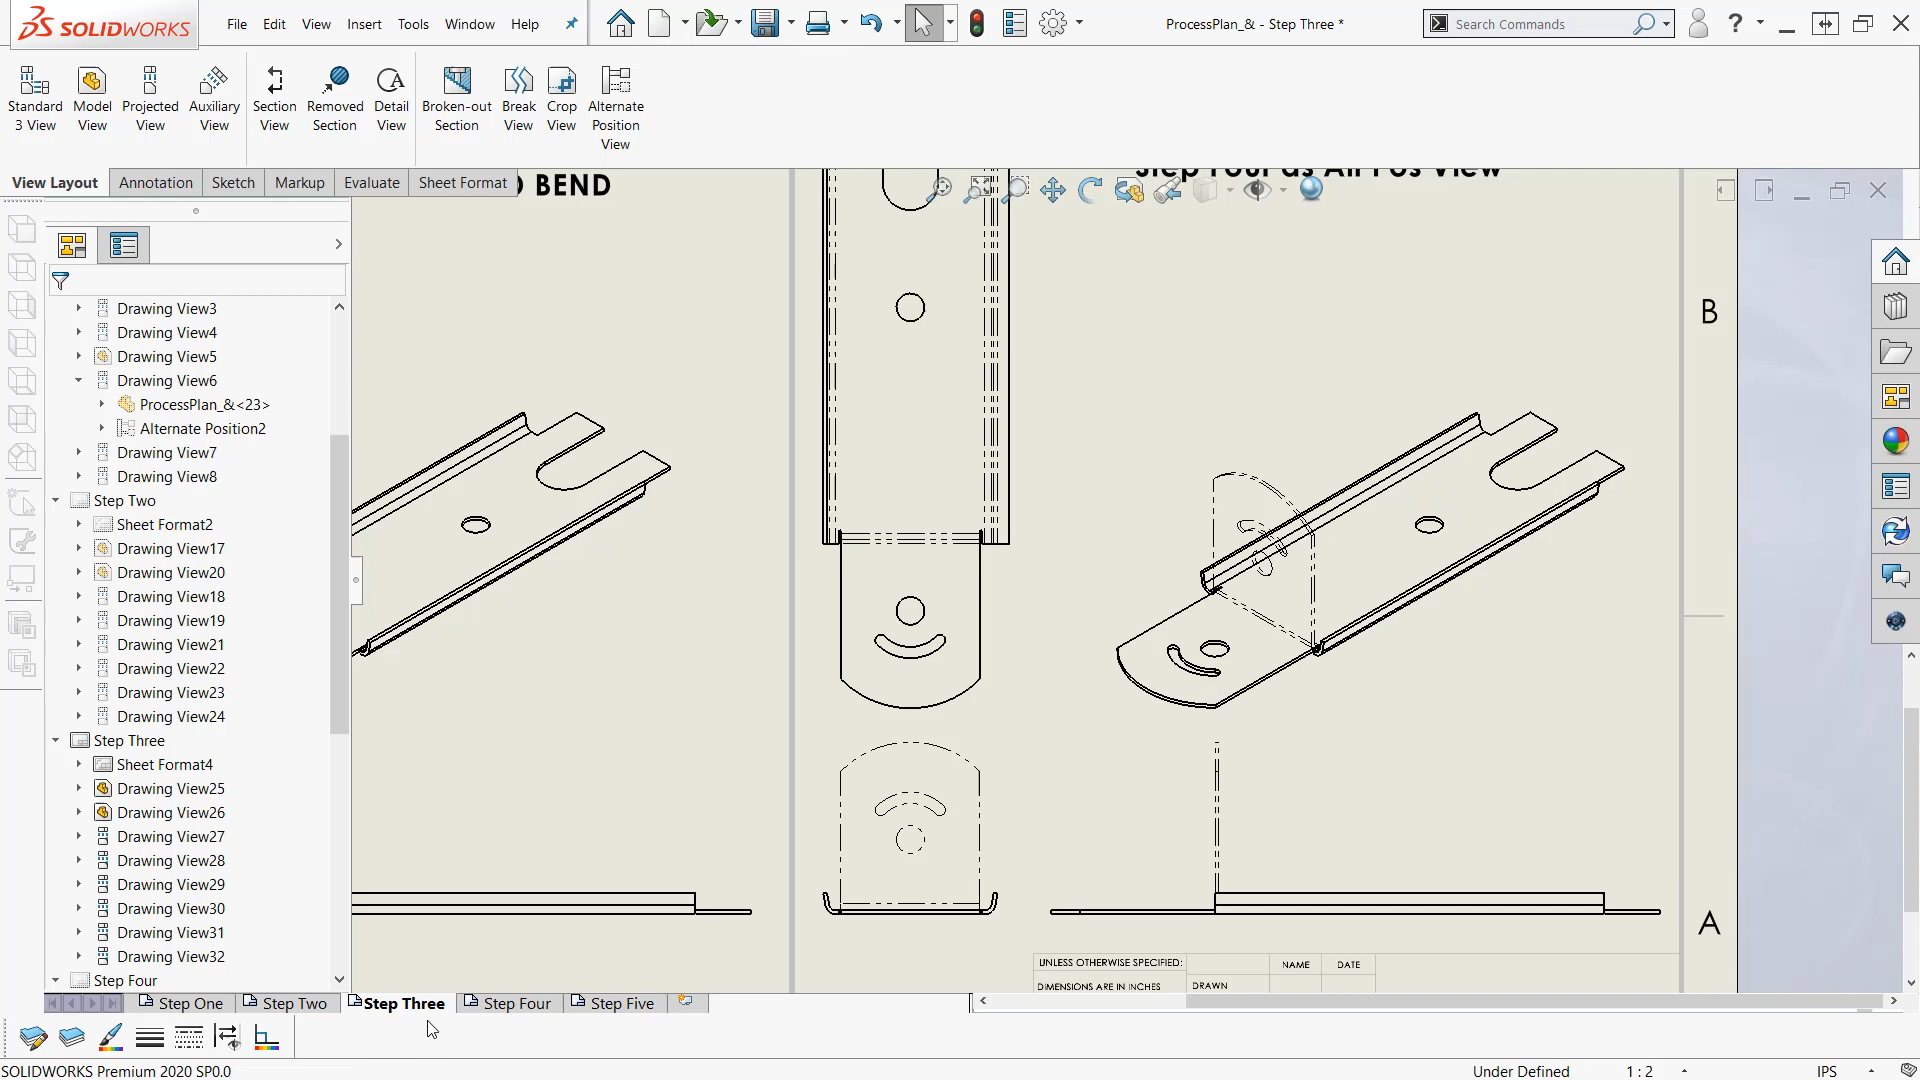 SOLIDWORKS
File Edit View Insert Tools Window Help
ProcessPlan_& - Step Three *
Search Commands
?
Standard 3 View
Model View
Projected View
Auxiliary View
Section View
Removed Section
Detail View
Broken-out Section
Break View
Crop View
Alternate Position View
View Layout Annotation Sketch Markup Evaluate Sheet Format
BEND
Step Four as Alt Pos View
Drawing View3
Drawing View4
Drawing View5
Drawing View6
ProcessPlan_&<23>
Alternate Position2
Drawing View7
Drawing View8
Step Two
Sheet Format2
Drawing View17
Drawing View20
Drawing View18
Drawing View19
Drawing View21
Drawing View22
Drawing View23
Drawing View24
Step Three
Sheet Format4
Drawing View25
Drawing View26
Drawing View27
Drawing View28
Drawing View29
Drawing View30
Drawing View31
Drawing View32
Step Four
B
A
UNLESS OTHERWISE SPECIFIED:
NAME DATE
DIMENSIONS ARE IN INCHES
DRAWN
Step One Step Two Step Three Step Four Step Five
SOLIDWORKS Premium 2020 SP0.0
Under Defined 1 : 2 IPS